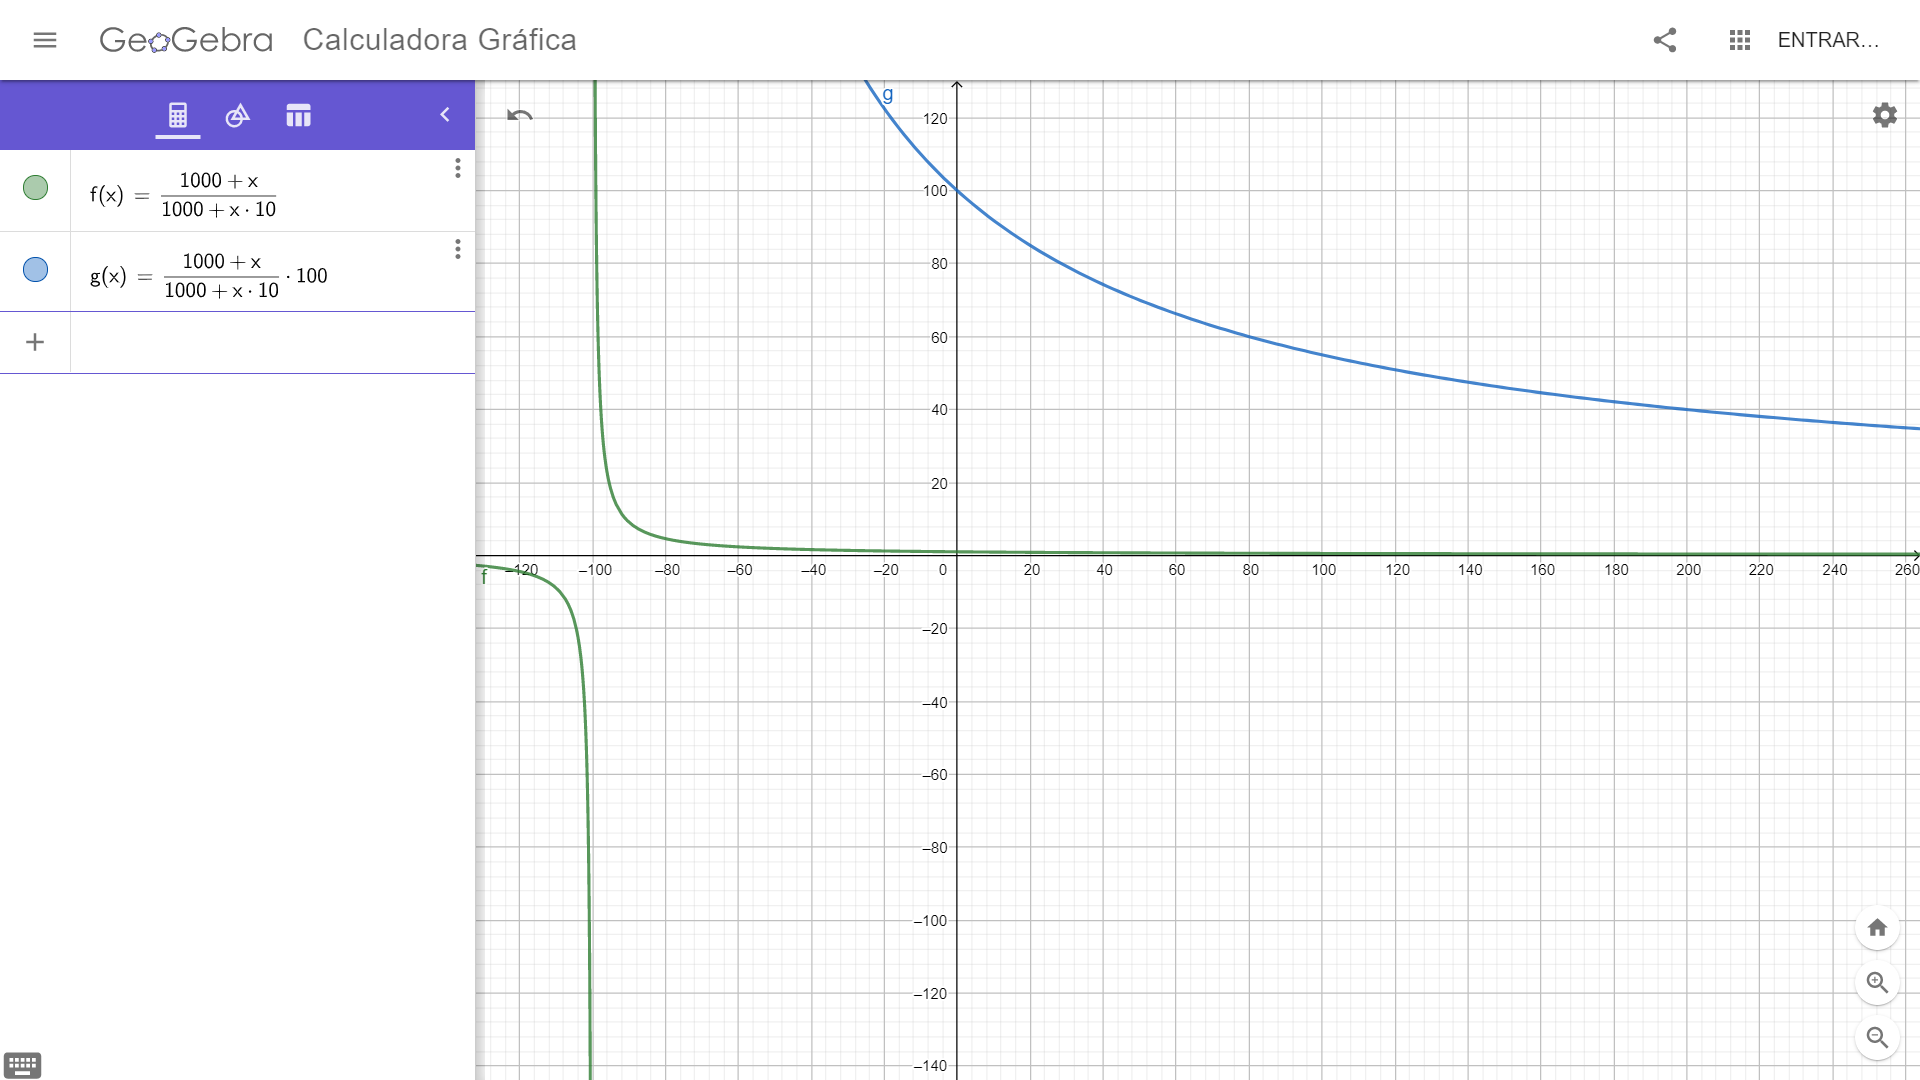 GeoGebra Calculadora Gráfica ENTRAR...
f(x) = (1000 + x)/(1000 + x · 10)
g(x) = (1000 + x)/(1000 + x · 10) · 100
+
g
f
120
100
80
60
40
20
–120 –100 –80 –60 –40 –20 0 20 40 60 80 100 120 140 160 180 200 220 240 260
–20
–40
–60
–80
–100
–120
–140